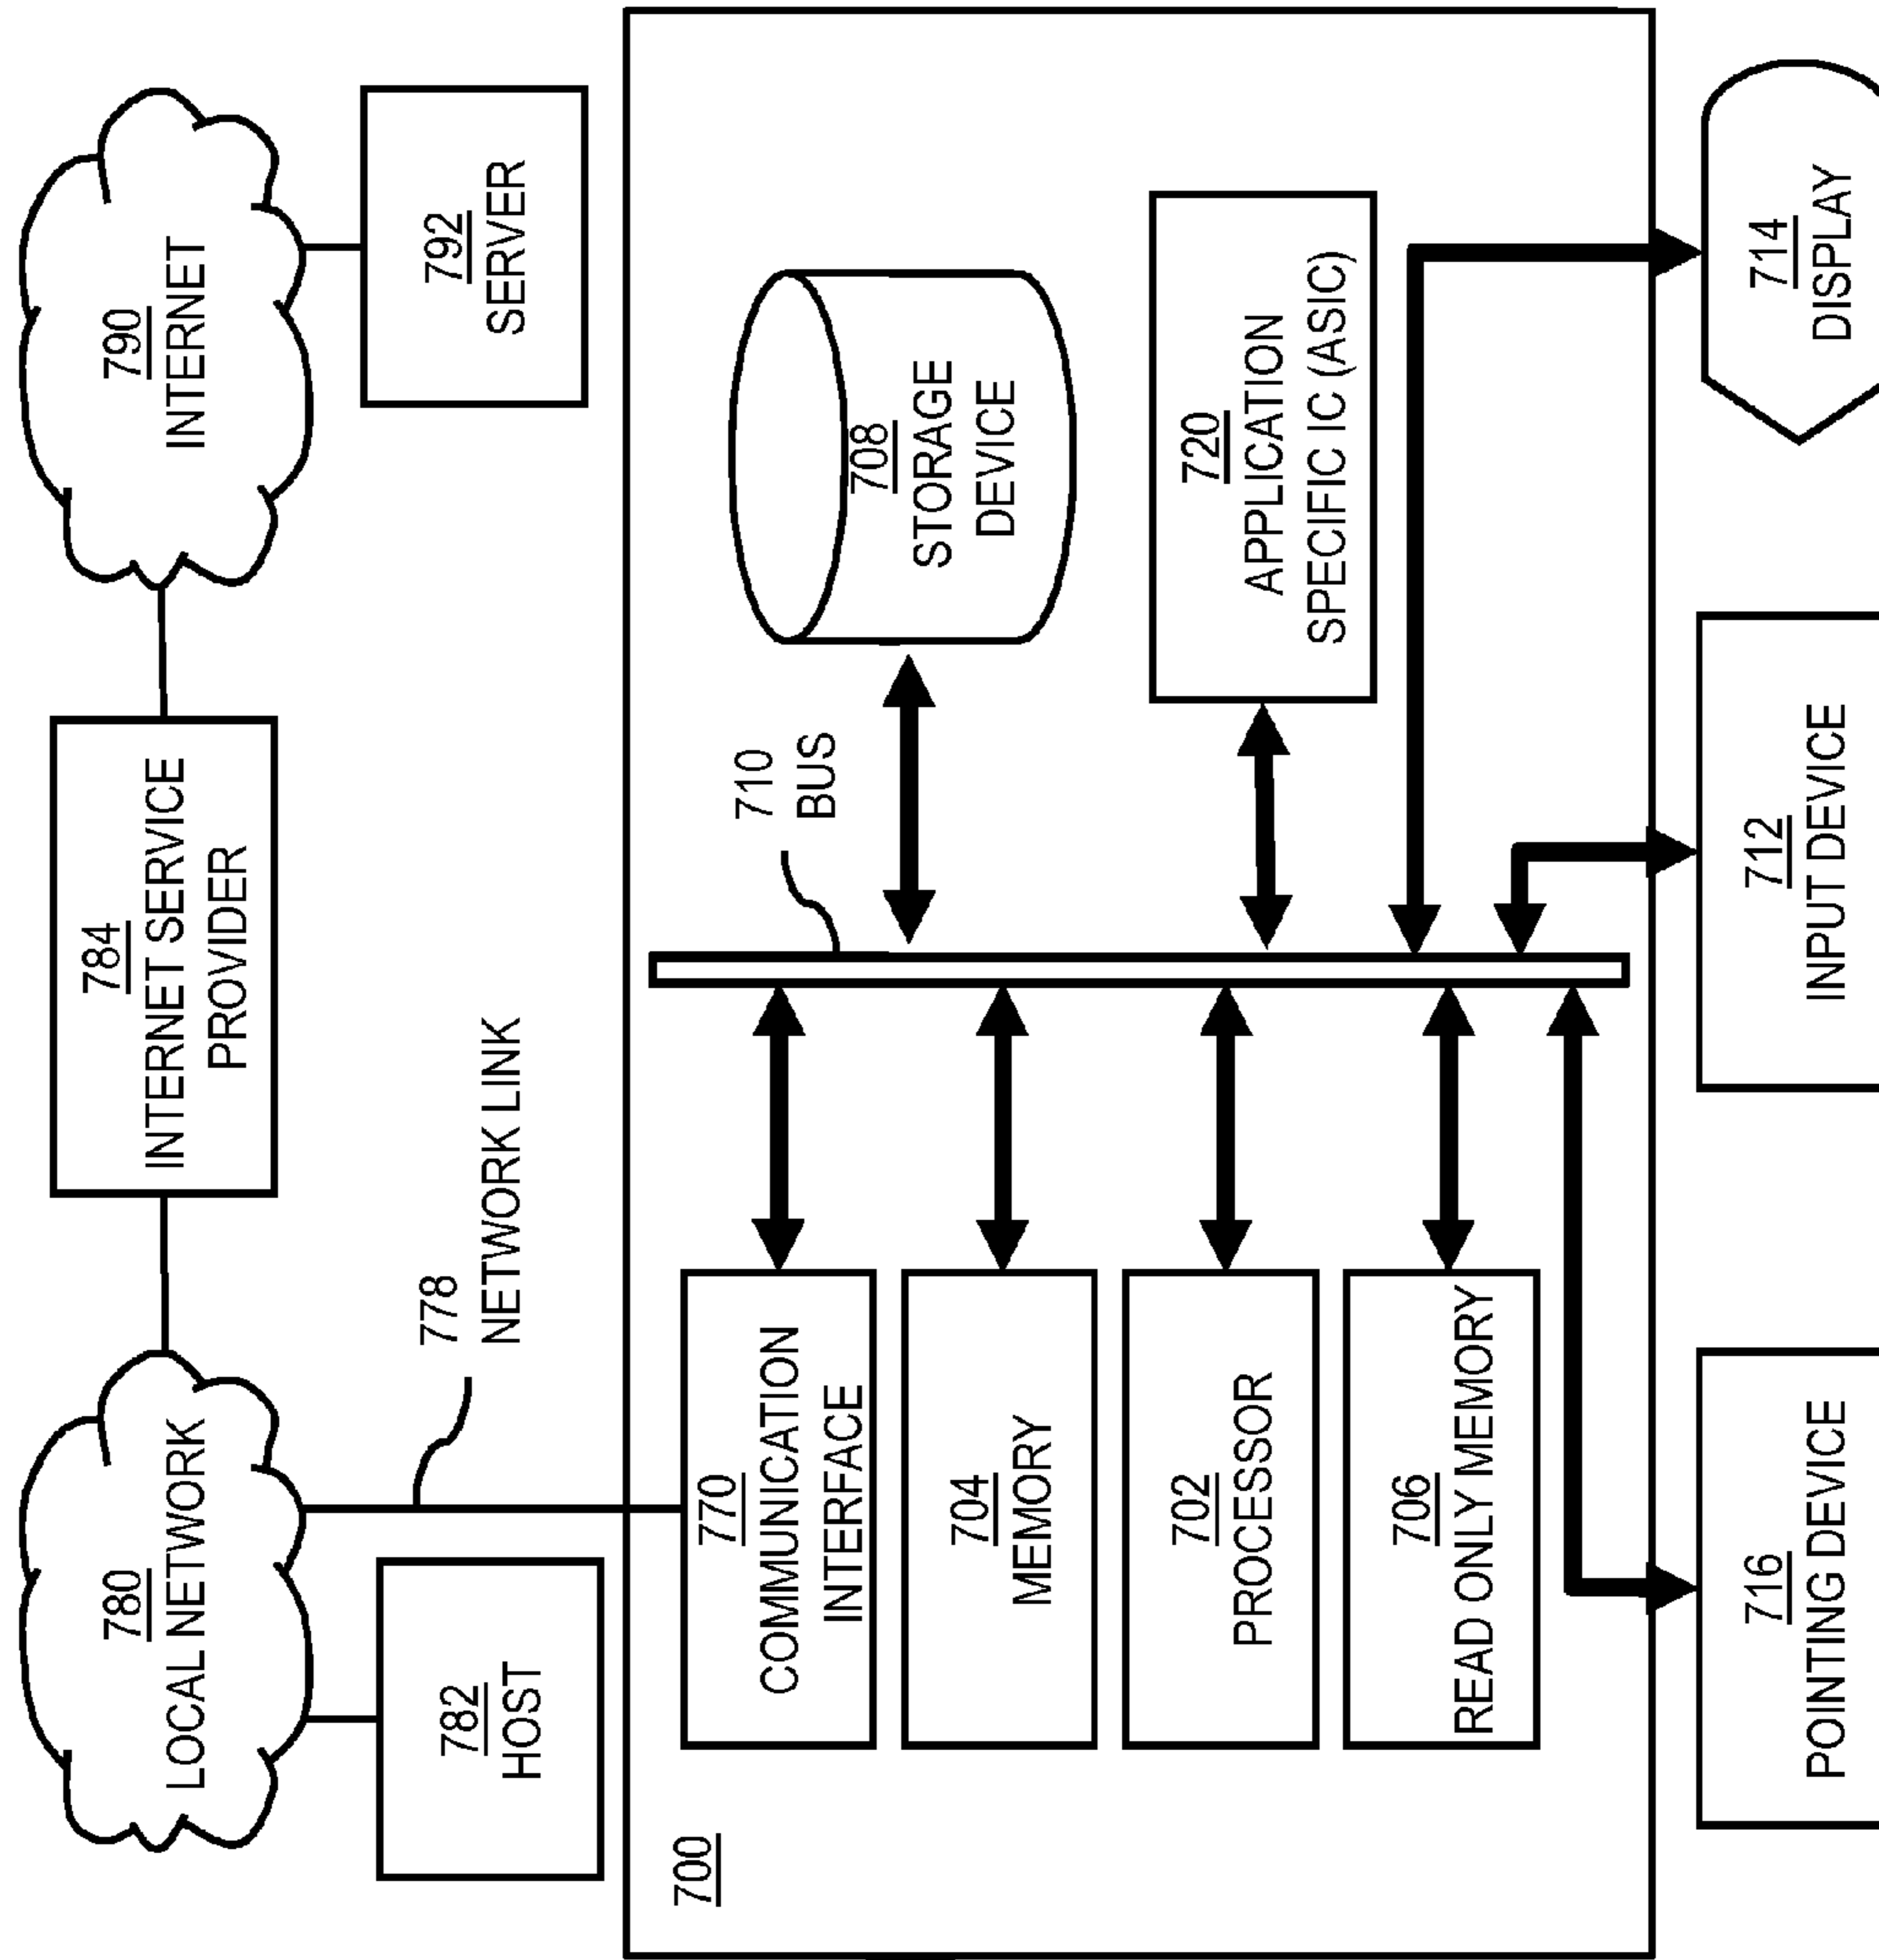 780
LOCAL NETWORK
784
INTERNET SERVICE
PROVIDER
790
INTERNET
782
HOST
778
NETWORK LINK
792
SERVER
700
770
COMMUNICATION
INTERFACE
710
BUS
708
STORAGE
DEVICE
704
MEMORY
702
PROCESSOR
720
APPLICATION
SPECIFIC IC (ASIC)
706
READ ONLY MEMORY
716
POINTING DEVICE
712
INPUT DEVICE
714
DISPLAY